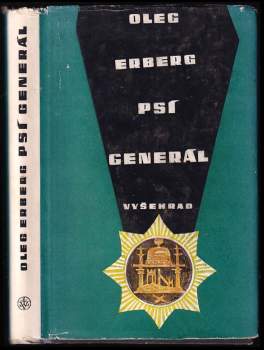 OLEG ERBERG PSÍ GENERÁL
OLEG
ERBERG
PSÍ
GENERÁL
VYŠEHRAD